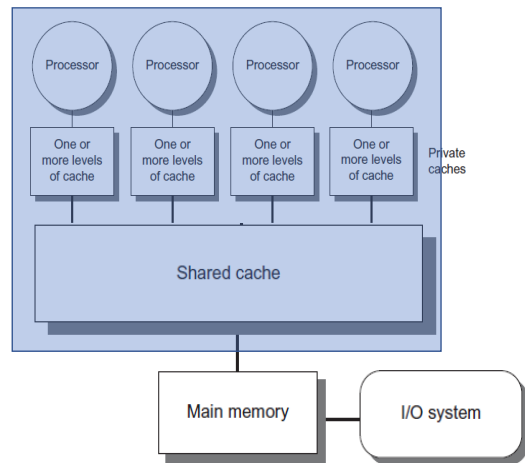 Processor
Processor
Processor
Processor
One or
more levels
of cache
One or
more levels
of cache
One or
more levels
of cache
One or
more levels
of cache
Private
caches
Shared cache
Main memory
I/O system